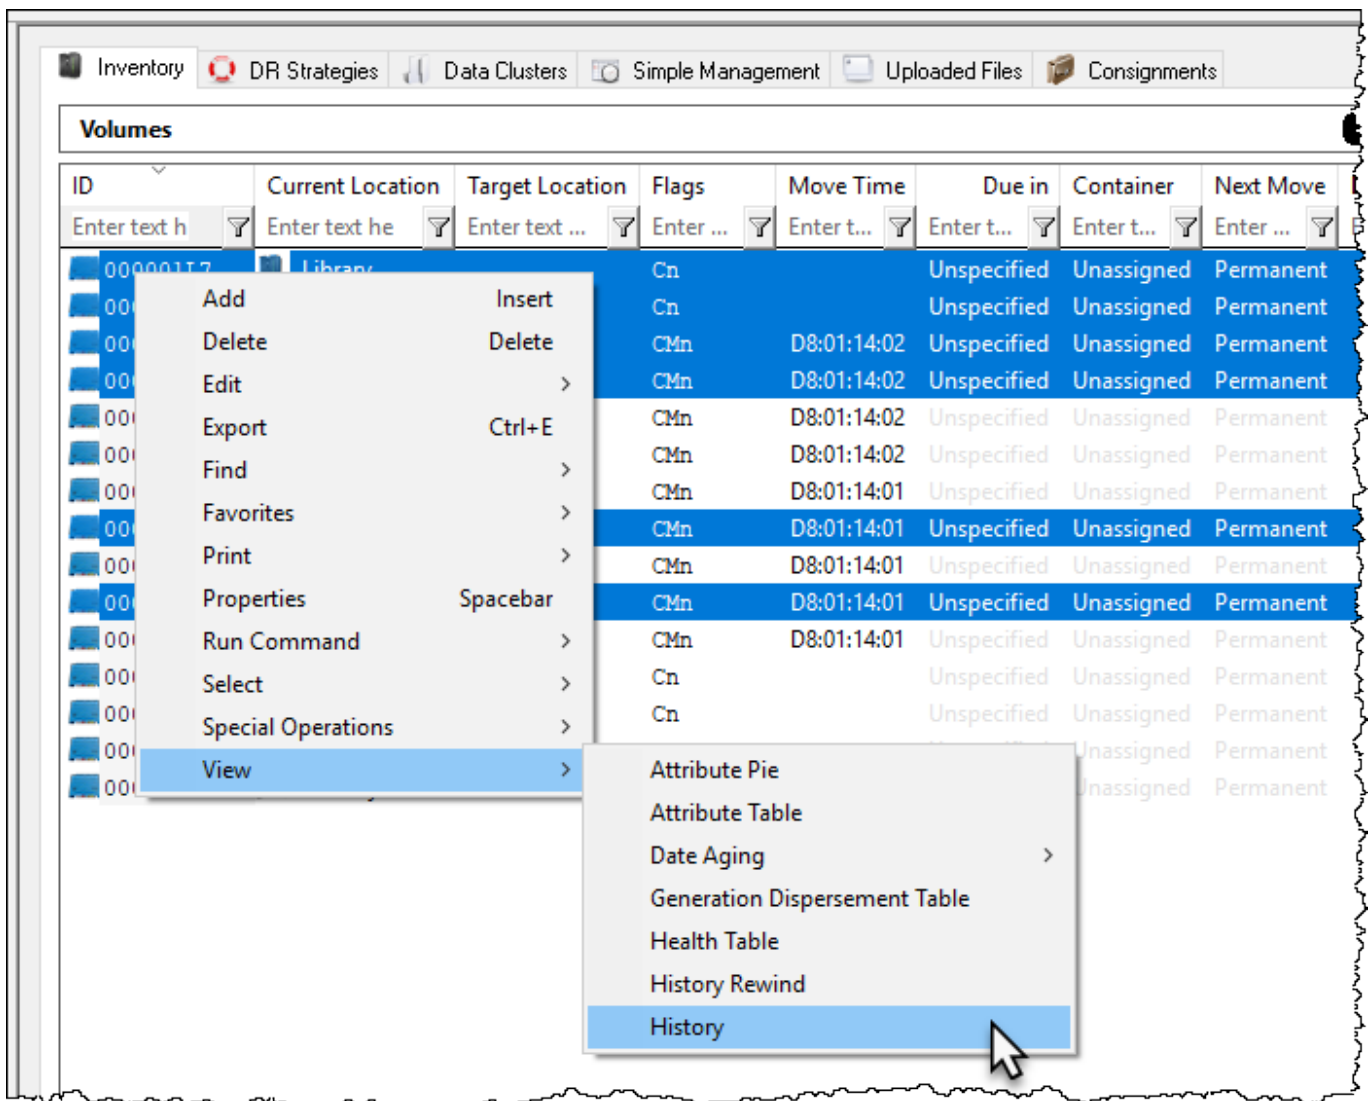 Inventory DR Strategies Data Clusters Simple Management Uploaded Files Consignments
Volumes
ID Current Location Target Location Flags Move Time Due in Container Next Move
Enter text h Enter text he Enter text ... Enter ... Enter t... Enter t... Enter t... Enter ...
Library Cn Unspecified Unassigned Permanent
Add Insert
Cn Unspecified Unassigned Permanent
Delete Delete
CMn D8:01:14:02 Unspecified Unassigned Permanent
Edit
CMn D8:01:14:02 Unspecified Unassigned Permanent
Export Ctrl+E
CMn D8:01:14:02 Unspecified Unassigned Permanent
Find
CMn D8:01:14:02 Unspecified Unassigned Permanent
CMn D8:01:14:01 Unspecified Unassigned Permanent
Favorites
CMn D8:01:14:01 Unspecified Unassigned Permanent
Print
CMn D8:01:14:01 Unspecified Unassigned Permanent
Properties Spacebar
CMn D8:01:14:01 Unspecified Unassigned Permanent
Run Command
CMn D8:01:14:01 Unspecified Unassigned Permanent
Select
Cn Unspecified Unassigned Permanent
Cn Unspecified Unassigned Permanent
Special Operations
Unassigned Permanent
View
Attribute Pie
Unassigned Permanent
Attribute Table
Date Aging
Generation Dispersement Table
Health Table
History Rewind
History